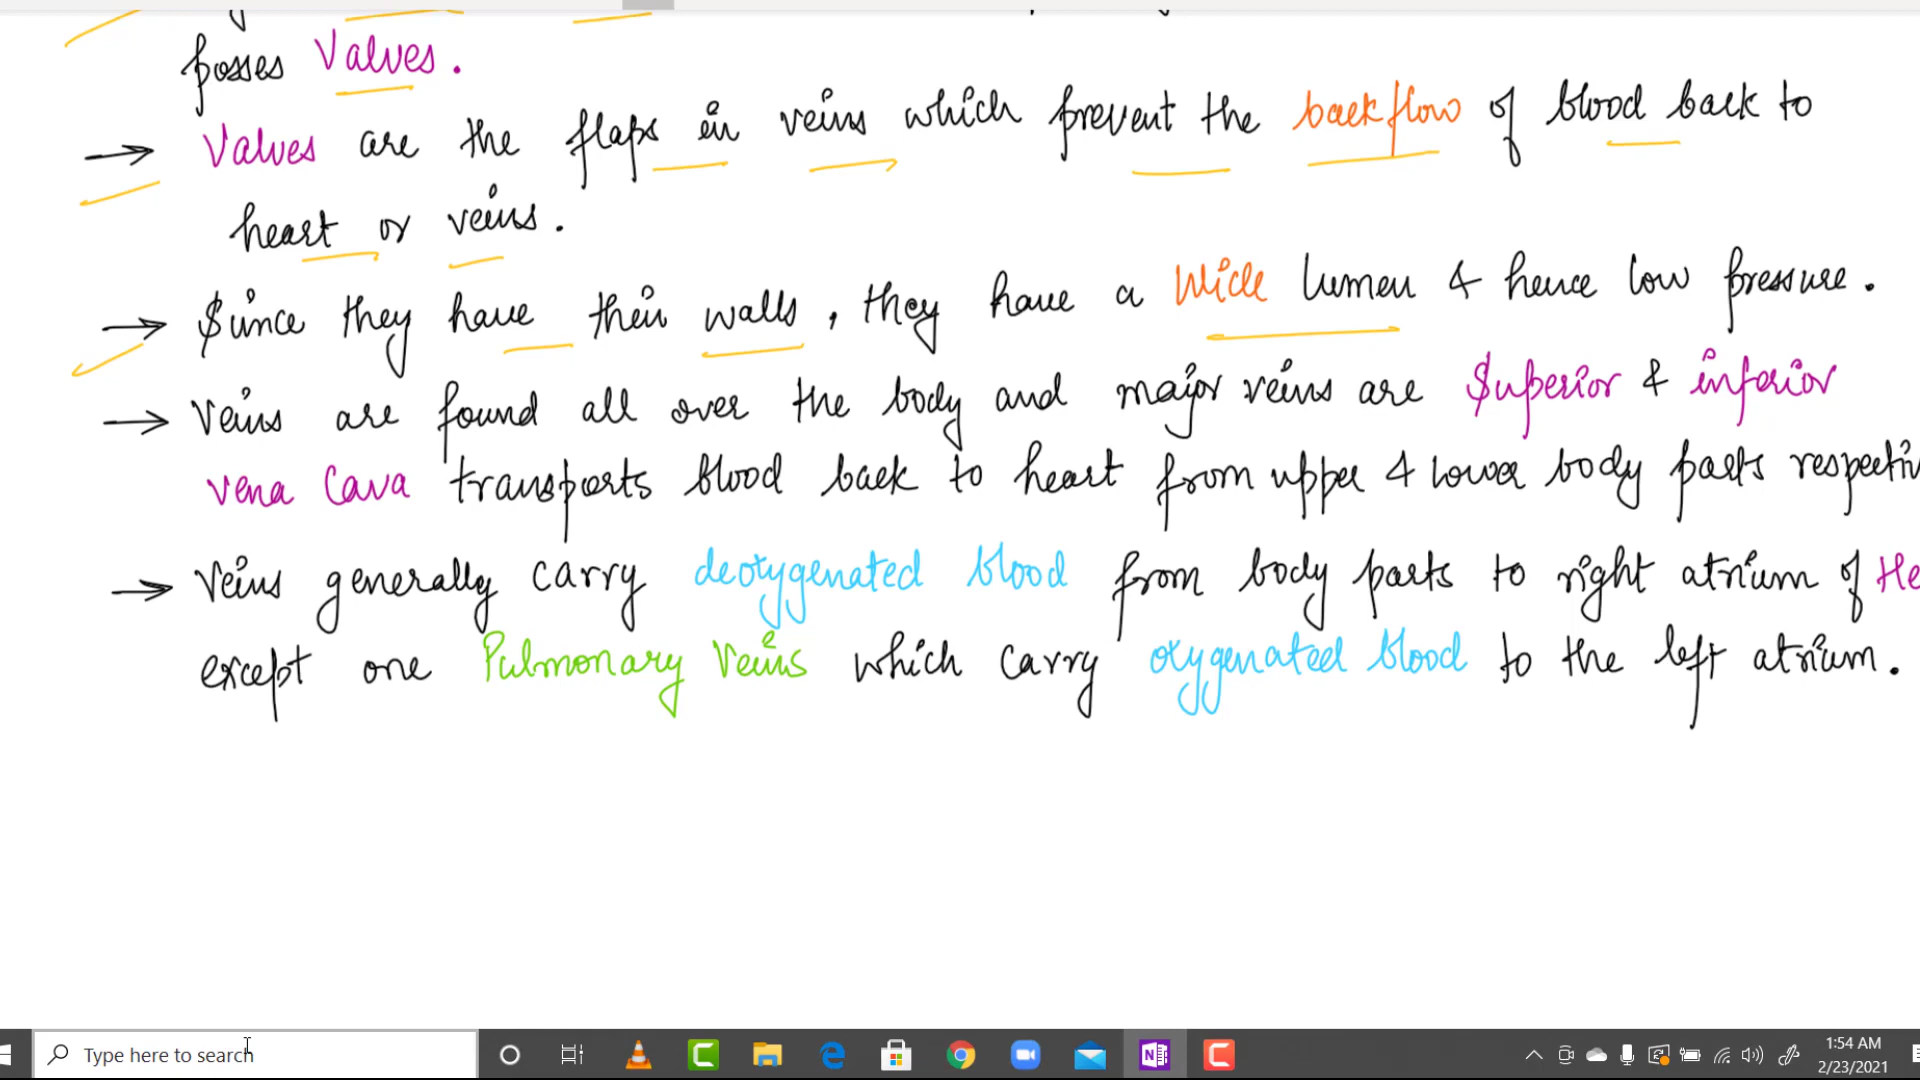 posses Valves.
→ Valves are the flaps in veins which prevent the backflow of blood back to
heart or veins.
→ Since they have thin walls, they have a wide lumen & hence low pressure.
→ Veins are found all over the body and major veins are Superior & inferior
vena cava transports blood back to heart from upper & lower body parts respectiv
→ Veins generally carry deoxygenated blood from body parts to right atrium of He
except one Pulmonary Veins which carry oxygenated blood to the left atrium.
Type here to search
1:54 AM
2/23/2021